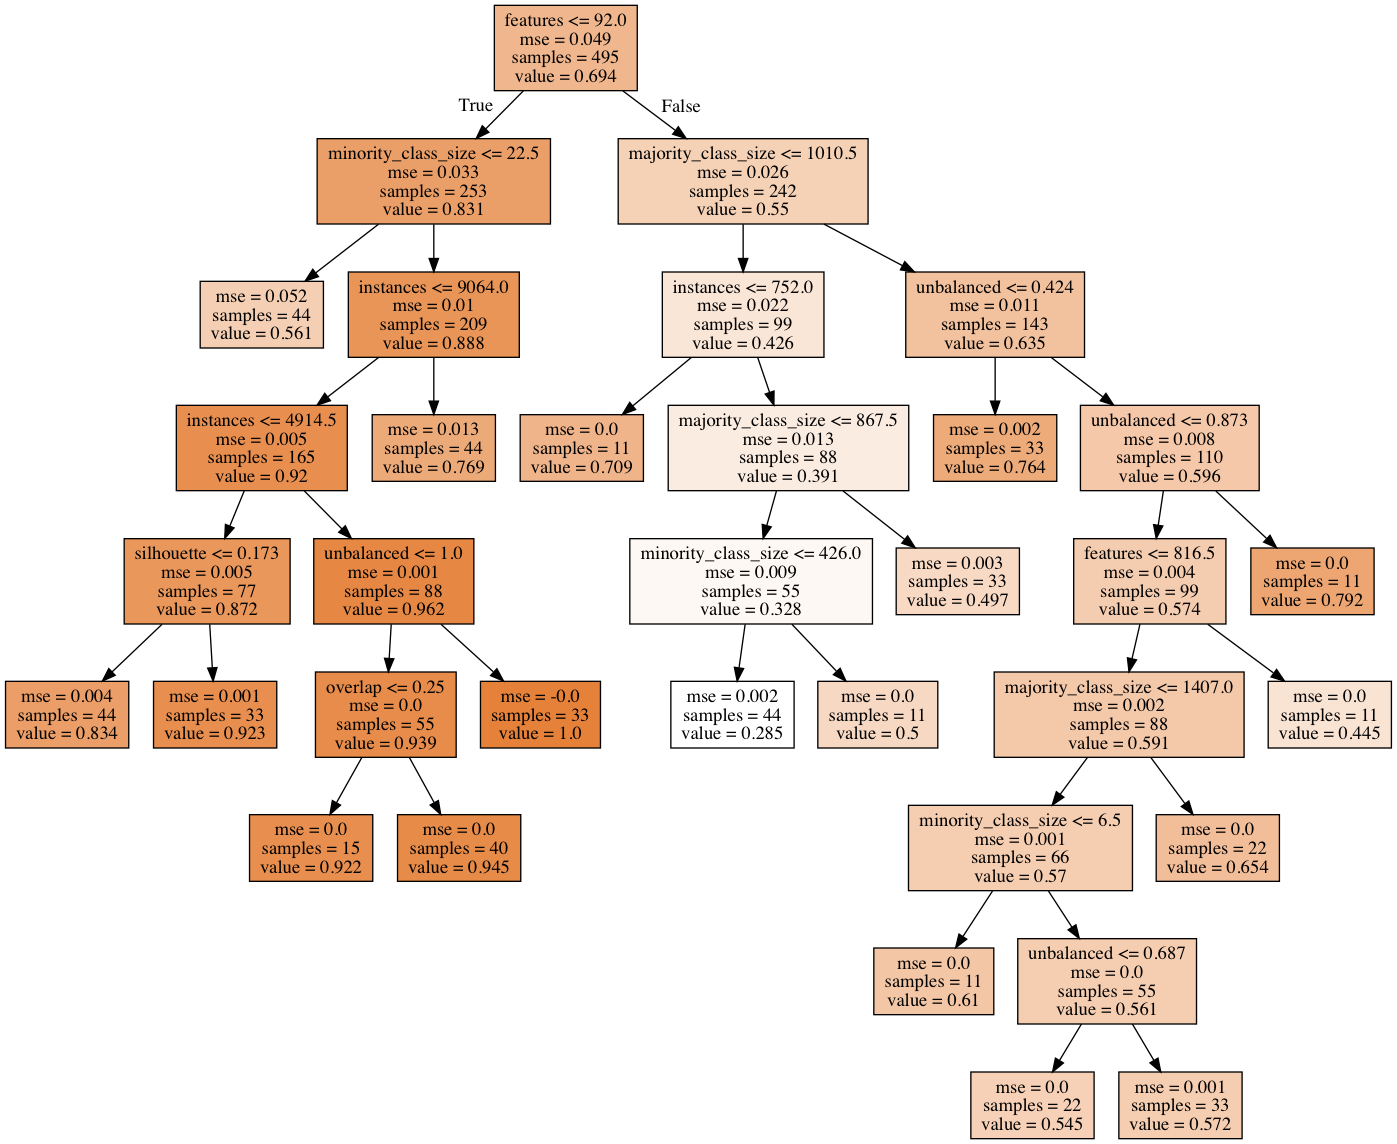 features <= 92.0
mse = 0.049
samples = 495
value = 0.694
True
False
minority_class_size <= 22.5
mse = 0.033
samples = 253
value = 0.831
majority_class_size <= 1010.5
mse = 0.026
samples = 242
value = 0.55
mse = 0.052
samples = 44
value = 0.561
instances <= 9064.0
mse = 0.01
samples = 209
value = 0.888
instances <= 752.0
mse = 0.022
samples = 99
value = 0.426
unbalanced <= 0.424
mse = 0.011
samples = 143
value = 0.635
instances <= 4914.5
mse = 0.005
samples = 165
value = 0.92
mse = 0.013
samples = 44
value = 0.769
mse = 0.0
samples = 11
value = 0.709
majority_class_size <= 867.5
mse = 0.013
samples = 88
value = 0.391
mse = 0.002
samples = 33
value = 0.764
unbalanced <= 0.873
mse = 0.008
samples = 110
value = 0.596
silhouette <= 0.173
mse = 0.005
samples = 77
value = 0.872
unbalanced <= 1.0
mse = 0.001
samples = 88
value = 0.962
minority_class_size <= 426.0
mse = 0.009
samples = 55
value = 0.328
mse = 0.003
samples = 33
value = 0.497
features <= 816.5
mse = 0.004
samples = 99
value = 0.574
mse = 0.0
samples = 11
value = 0.792
mse = 0.004
samples = 44
value = 0.834
mse = 0.001
samples = 33
value = 0.923
overlap <= 0.25
mse = 0.0
samples = 55
value = 0.939
mse = -0.0
samples = 33
value = 1.0
mse = 0.002
samples = 44
value = 0.285
mse = 0.0
samples = 11
value = 0.5
majority_class_size <= 1407.0
mse = 0.002
samples = 88
value = 0.591
mse = 0.0
samples = 11
value = 0.445
mse = 0.0
samples = 15
value = 0.922
mse = 0.0
samples = 40
value = 0.945
minority_class_size <= 6.5
mse = 0.001
samples = 66
value = 0.57
mse = 0.0
samples = 22
value = 0.654
mse = 0.0
samples = 11
value = 0.61
unbalanced <= 0.687
mse = 0.0
samples = 55
value = 0.561
mse = 0.0
samples = 22
value = 0.545
mse = 0.001
samples = 33
value = 0.572